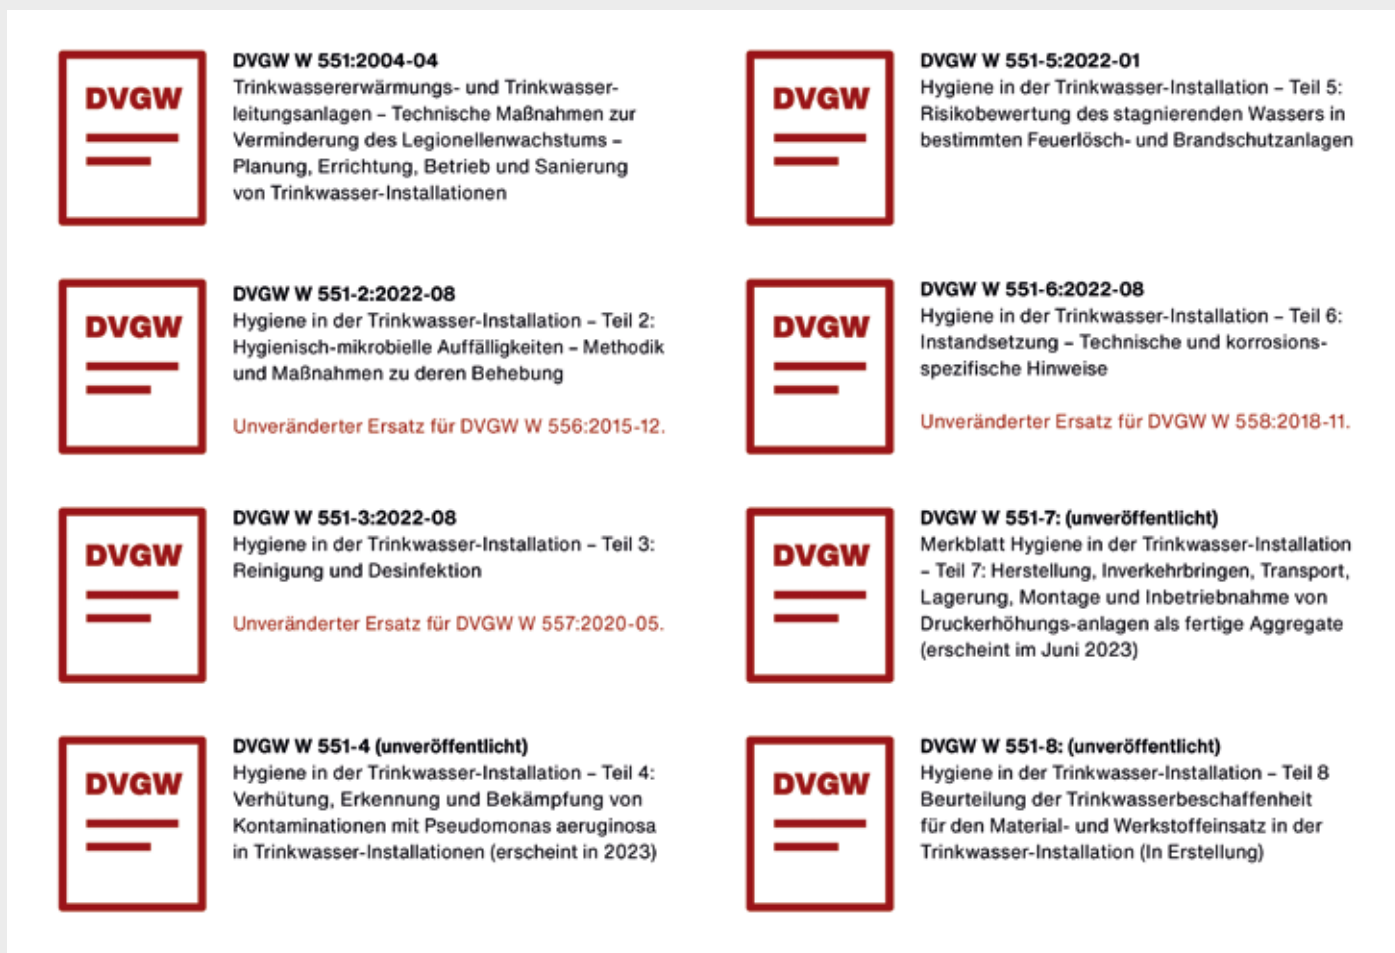 DVGW
DVGW W 551:2004-04
Trinkwassererwärmungs- und Trinkwasser-
leitungsanlagen – Technische Maßnahmen zur
Verminderung des Legionellenwachstums –
Planung, Errichtung, Betrieb und Sanierung
von Trinkwasser-Installationen
DVGW
DVGW W 551-2:2022-08
Hygiene in der Trinkwasser-Installation – Teil 2:
Hygienisch-mikrobielle Auffälligkeiten – Methodik
und Maßnahmen zu deren Behebung
Unveränderter Ersatz für DVGW W 556:2015-12.
DVGW
DVGW W 551-3:2022-08
Hygiene in der Trinkwasser-Installation – Teil 3:
Reinigung und Desinfektion
Unveränderter Ersatz für DVGW W 557:2020-05.
DVGW
DVGW W 551-4 (unveröffentlicht)
Hygiene in der Trinkwasser-Installation – Teil 4:
Verhütung, Erkennung und Bekämpfung von
Kontaminationen mit Pseudomonas aeruginosa
in Trinkwasser-Installationen (erscheint in 2023)
DVGW
DVGW W 551-5:2022-01
Hygiene in der Trinkwasser-Installation – Teil 5:
Risikobewertung des stagnierenden Wassers in
bestimmten Feuerlösch- und Brandschutzanlagen
DVGW
DVGW W 551-6:2022-08
Hygiene in der Trinkwasser-Installation – Teil 6:
Instandsetzung – Technische und korrosions-
spezifische Hinweise
Unveränderter Ersatz für DVGW W 558:2018-11.
DVGW
DVGW W 551-7: (unveröffentlicht)
Merkblatt Hygiene in der Trinkwasser-Installation
– Teil 7: Herstellung, Inverkehrbringen, Transport,
Lagerung, Montage und Inbetriebnahme von
Druckerhöhungs-anlagen als fertige Aggregate
(erscheint im Juni 2023)
DVGW
DVGW W 551-8: (unveröffentlicht)
Hygiene in der Trinkwasser-Installation – Teil 8
Beurteilung der Trinkwasserbeschaffenheit
für den Material- und Werkstoffeinsatz in der
Trinkwasser-Installation (In Erstellung)